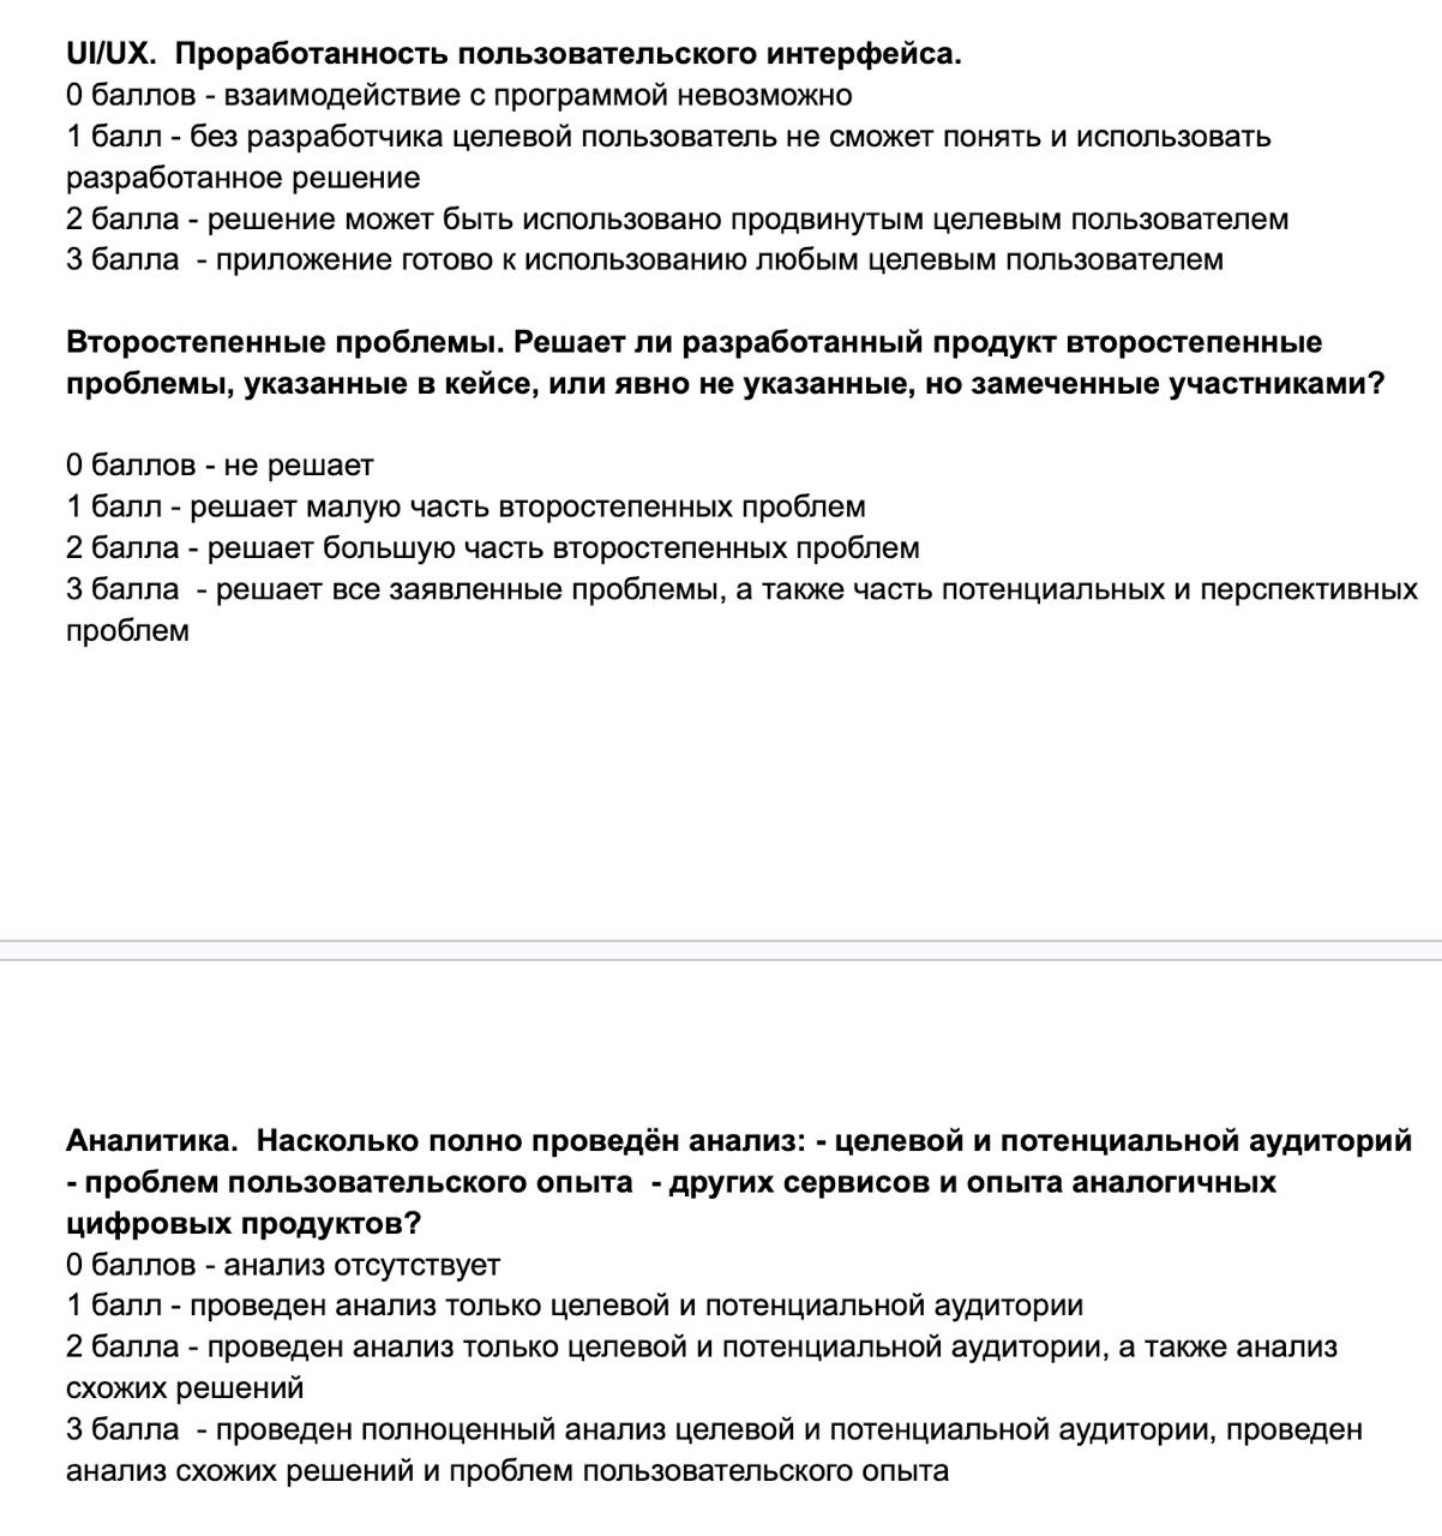 UI/UX.  Проработанность пользовательского интерфейса.
0 баллов - взаимодействие с программой невозможно
1 балл - без разработчика целевой пользователь не сможет понять и использовать
разработанное решение
2 балла - решение может быть использовано продвинутым целевым пользователем
3 балла  - приложение готово к использованию любым целевым пользователем
Второстепенные проблемы. Решает ли разработанный продукт второстепенные
проблемы, указанные в кейсе, или явно не указанные, но замеченные участниками?
0 баллов - не решает
1 балл - решает малую часть второстепенных проблем
2 балла - решает большую часть второстепенных проблем
3 балла  - решает все заявленные проблемы, а также часть потенциальных и перспективных
проблем
Аналитика.  Насколько полно проведён анализ: - целевой и потенциальной аудиторий
- проблем пользовательского опыта  - других сервисов и опыта аналогичных
цифровых продуктов?
0 баллов - анализ отсутствует
1 балл - проведен анализ только целевой и потенциальной аудитории
2 балла - проведен анализ только целевой и потенциальной аудитории, а также анализ
схожих решений
3 балла  - проведен полноценный анализ целевой и потенциальной аудитории, проведен
анализ схожих решений и проблем пользовательского опыта